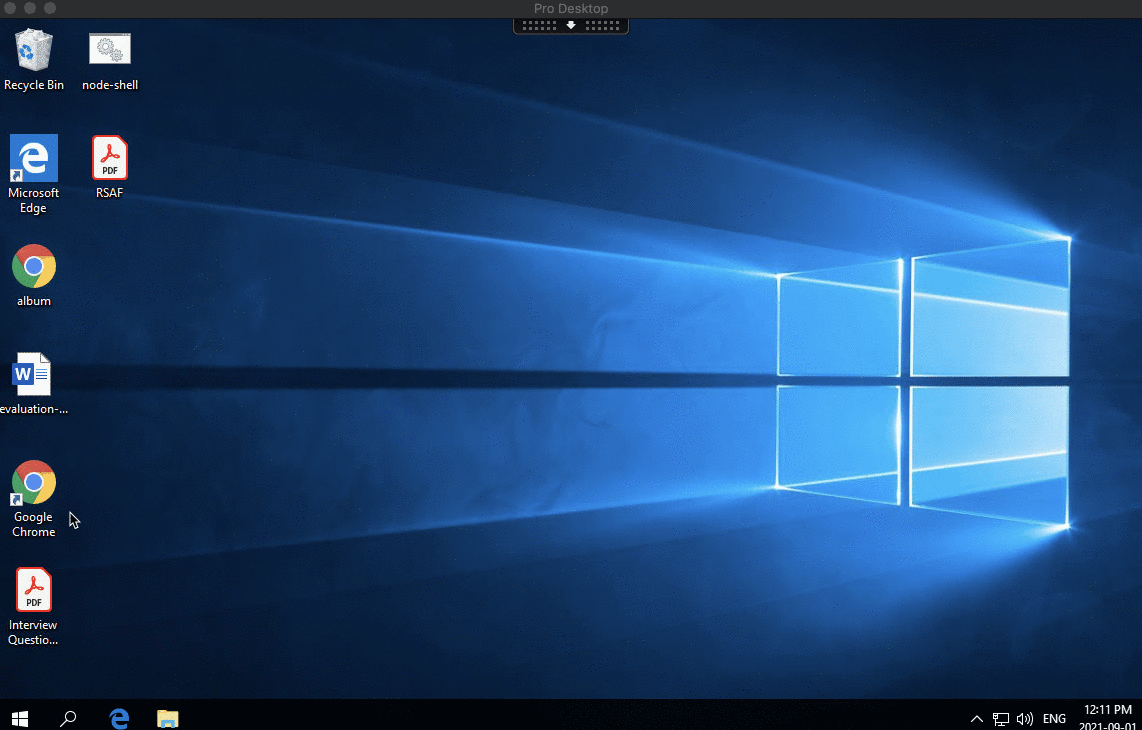 Pro Desktop
Recycle Bin
node-shell
W
PDF
Microsoft
Edge
RSAF
album
evaluation-...
Google
Chrome
PDF
Interview
Questio...
ENG
12:11 PM
2021-09-01